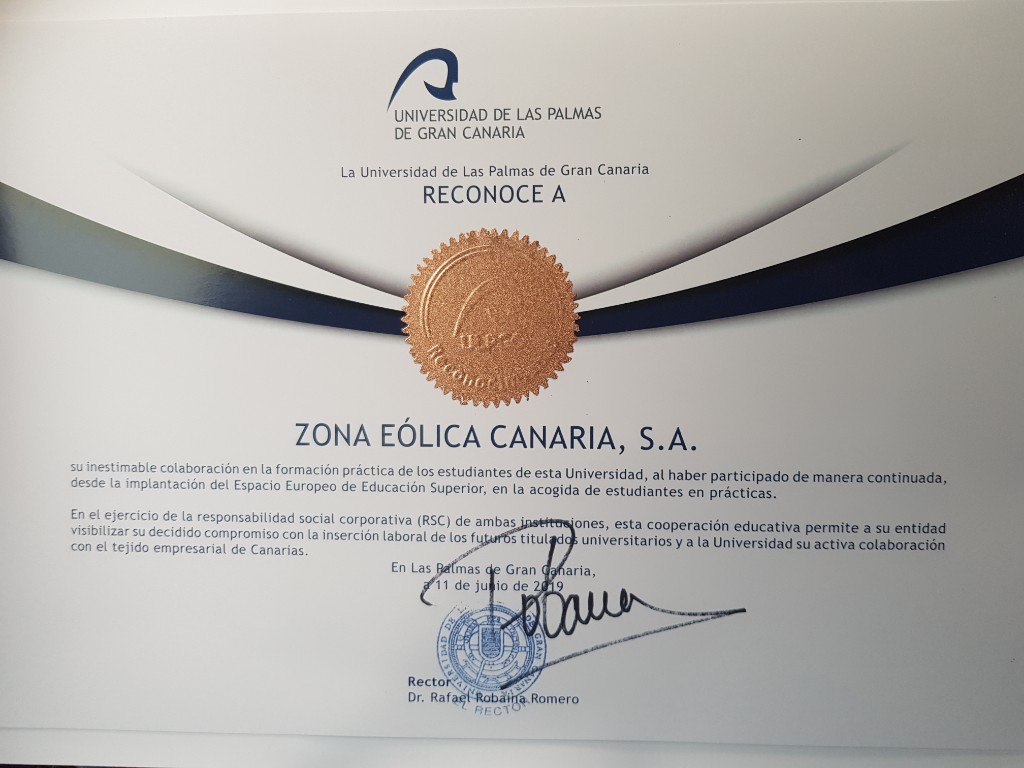 UNIVERSIDAD DE LAS PALMAS
DE GRAN CANARIA
La Universidad de Las Palmas de Gran Canaria
RECONOCE A
ZONA EÓLICA CANARIA, S.A.
su inestimable colaboración en la formación práctica de los estudiantes de esta Universidad, al haber participado de manera continuada,
desde la implantación del Espacio Europeo de Educación Superior, en la acogida de estudiantes en prácticas.
En el ejercicio de la responsabilidad social corporativa (RSC) de ambas instituciones, esta cooperación educativa permite a su entidad
visibilizar su decidido compromiso con la inserción laboral de los futuros titulados universitarios y a la Universidad su activa colaboración
con el tejido empresarial de Canarias.
En Las Palmas de Gran Canaria,
a 11 de junio de 2019
Robaina
EL RECTOR
Rector
Dr. Rafael Robaina Romero